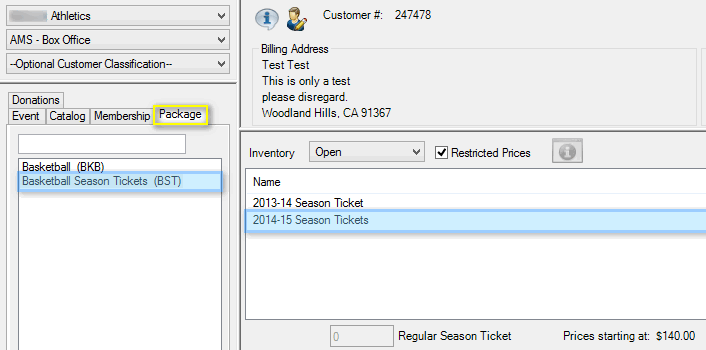 Athletics
AMS - Box Office
--Optional Customer Classification--
Donations
Event Catalog Membership Package
Basketball (BKB)
Basketball Season Tickets (BST)
Customer #: 247478
Billing Address
Test Test
This is only a test
please disregard.
Woodland Hills, CA 91367
Inventory Open Restricted Prices
Name
2013-14 Season Ticket
2014-15 Season Tickets
0 Regular Season Ticket Prices starting at: $140.00